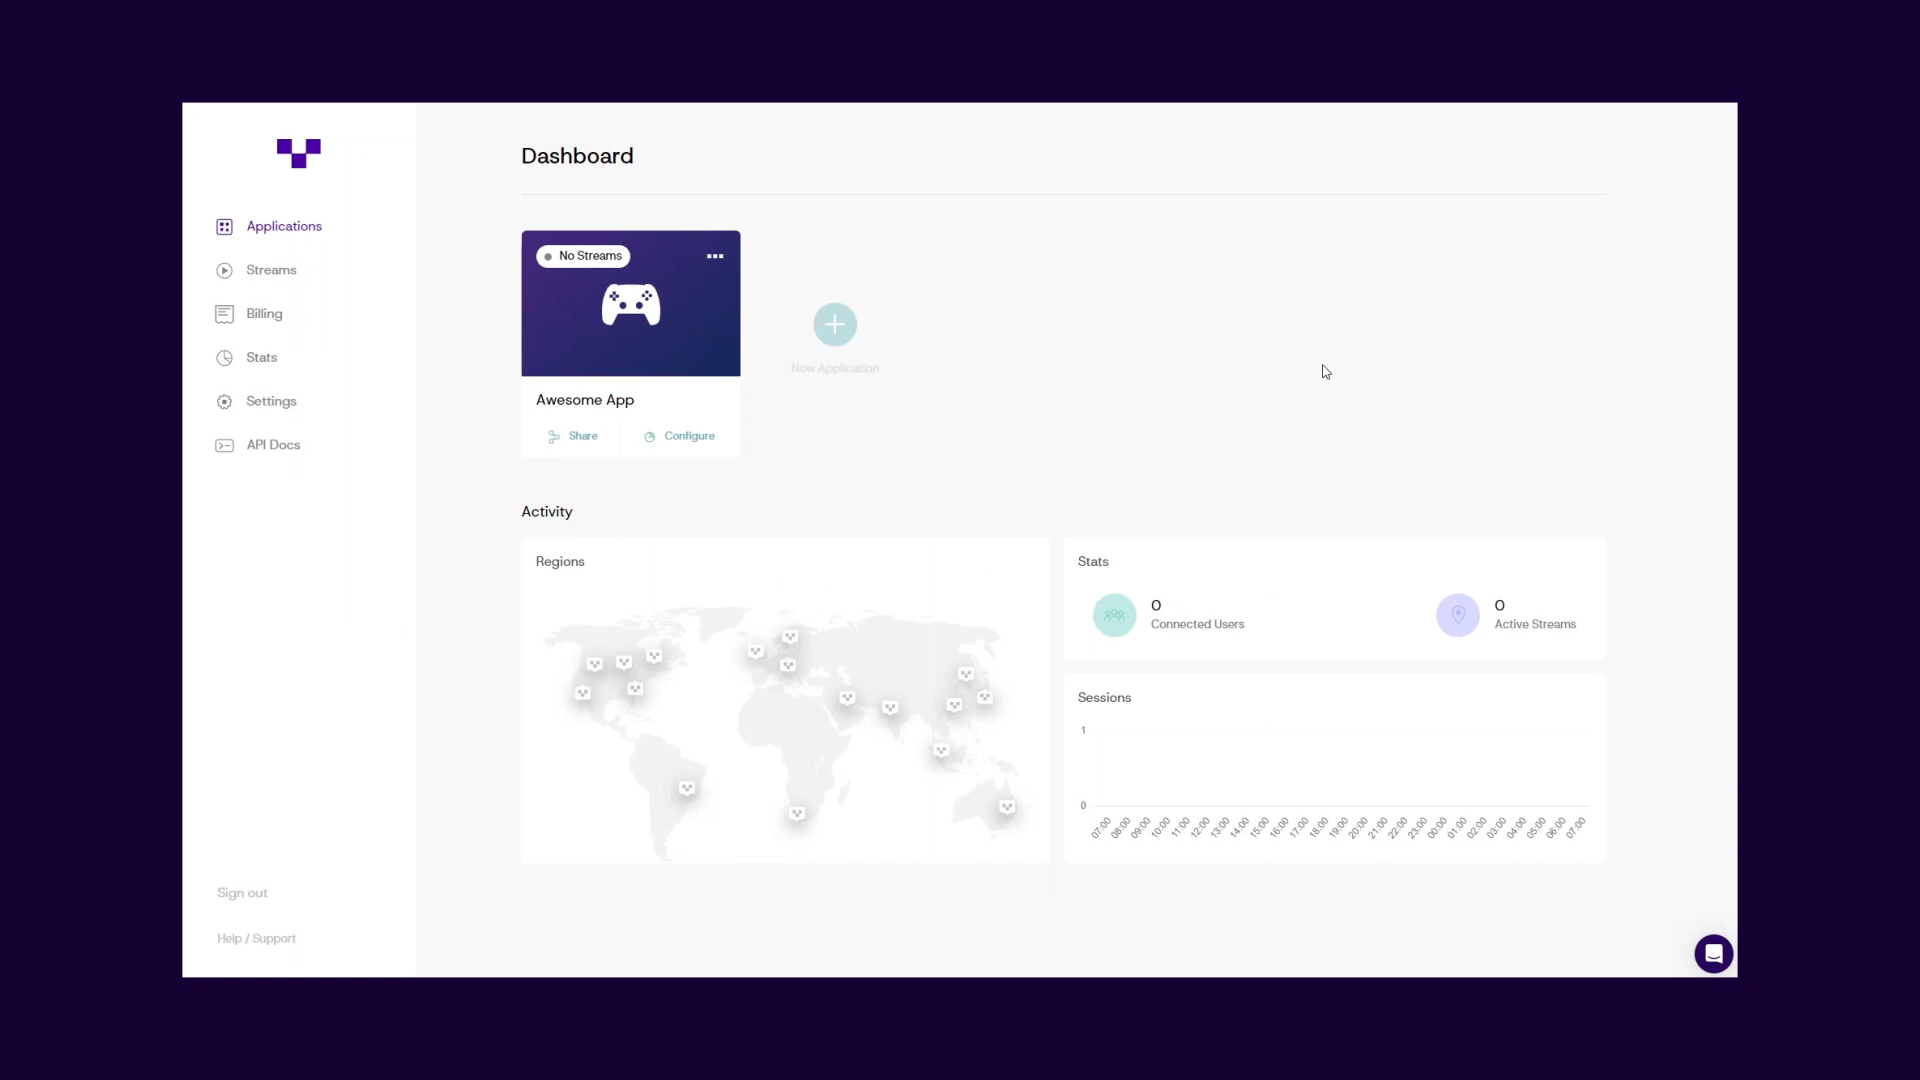 Dashboard
Applications
Streams
Billing
Stats
Settings
API Docs
Sign out
Help / Support
No Streams
Awesome App
Share
Configure
New Application
Activity
Regions
Stats
0
Connected Users
0
Active Streams
Sessions
1
0
07:00 08:00 09:00 10:00 11:00 12:00 13:00 14:00 15:00 16:00 17:00 18:00 19:00 20:00 21:00 22:00 23:00 00:00 01:00 02:00 03:00 04:00 05:00 06:00 07:00